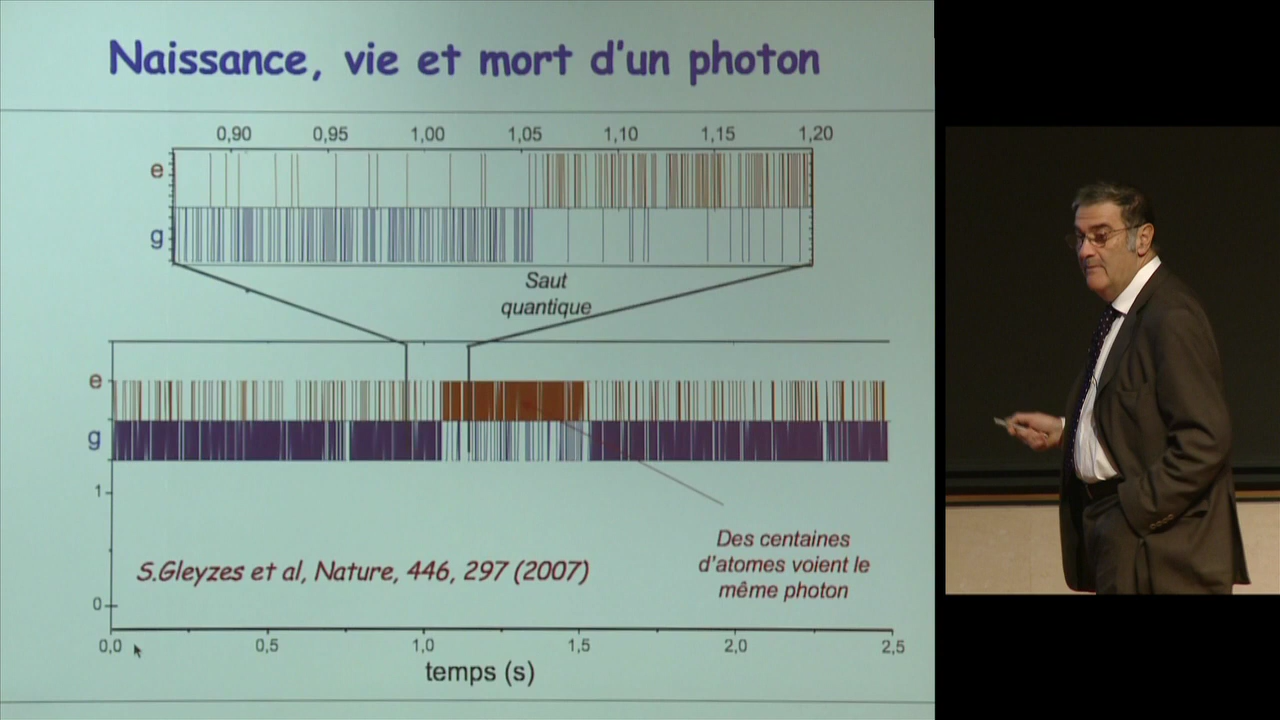 Naissance, vie et mort d'un photon
0,90 0,95 1,00 1,05 1,10 1,15 1,20
e
g
Saut
quantique
e
g
1
Des centaines
d'atomes voient le
même photon
S.Gleyzes et al, Nature, 446, 297 (2007)
0
0,0 0,5 1,0 1,5 2,0 2,5
temps (s)